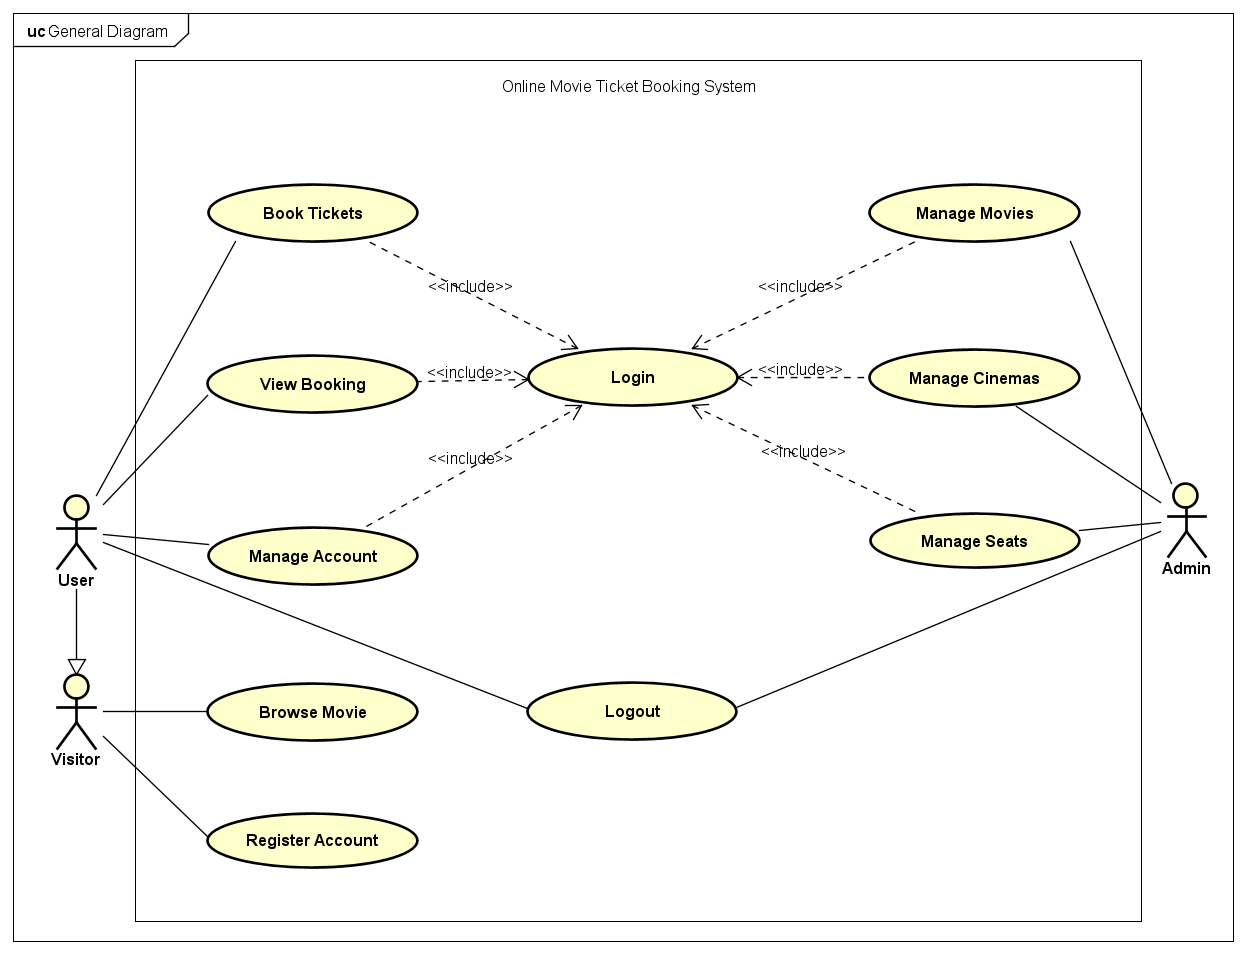 uc General Diagram
Online Movie Ticket Booking System
Book Tickets
Manage Movies
<<include>>
<<include>>
View Booking
<<include>>
Login
<<include>>
Manage Cinemas
<<include>>
<<include>>
Manage Account
Manage Seats
User
Admin
Browse Movie
Logout
Visitor
Register Account